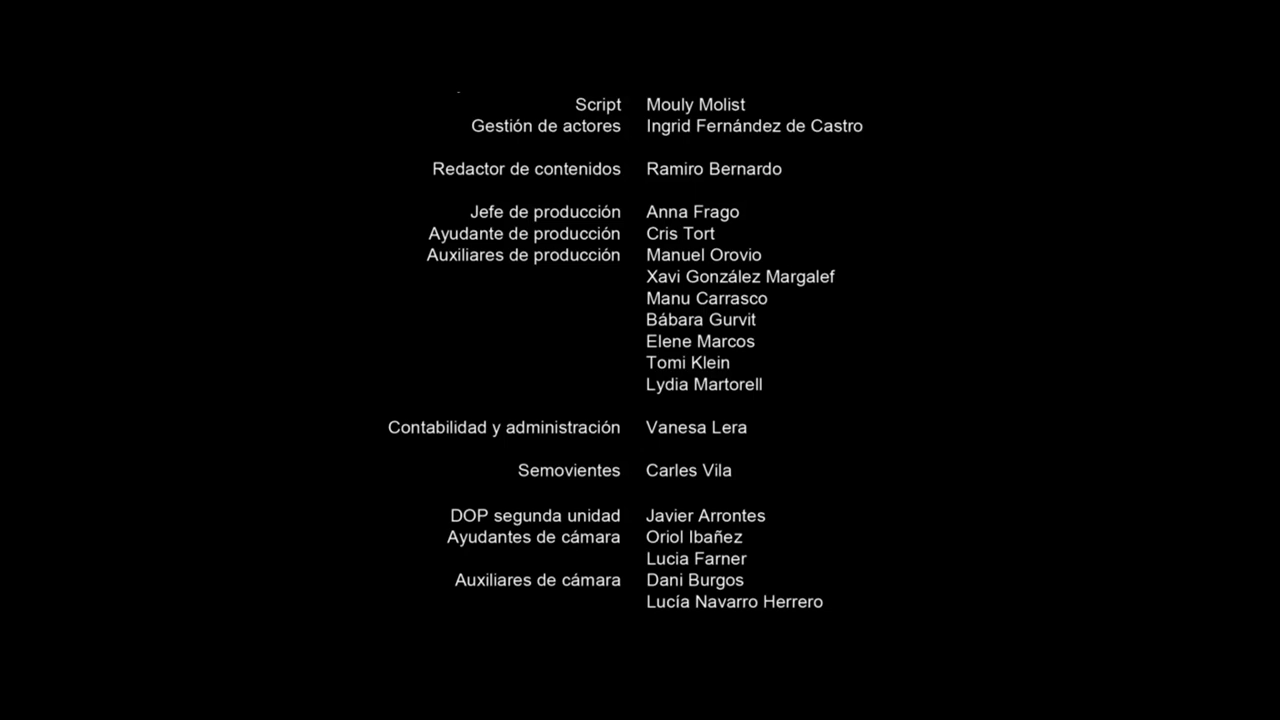 Script Mouly Molist
Gestión de actores Ingrid Fernández de Castro
Redactor de contenidos Ramiro Bernardo
Jefe de producción Anna Frago
Ayudante de producción Cris Tort
Auxiliares de producción Manuel Orovio
Xavi González Margalef
Manu Carrasco
Bábara Gurvit
Elene Marcos
Tomi Klein
Lydia Martorell
Contabilidad y administración Vanesa Lera
Semovientes Carles Vila
DOP segunda unidad Javier Arrontes
Ayudantes de cámara Oriol Ibañez
Lucia Farner
Auxiliares de cámara Dani Burgos
Lucía Navarro Herrero